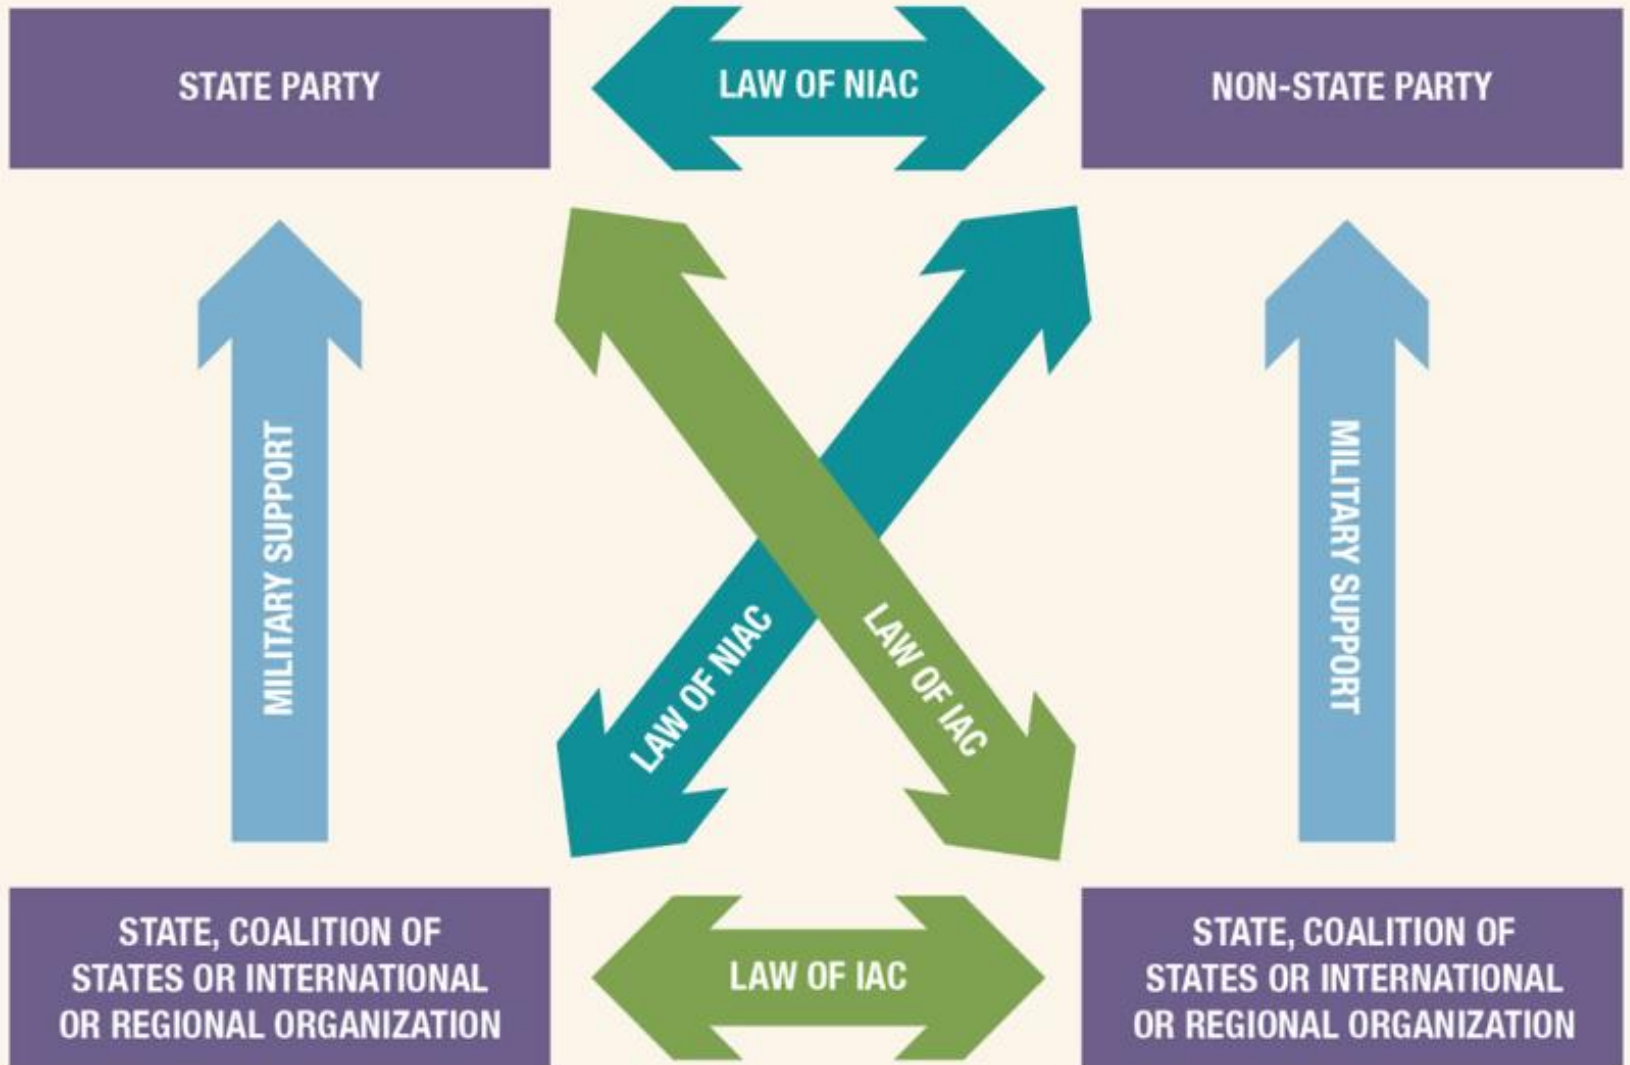 STATE PARTY
LAW OF NIAC
NON-STATE PARTY
MILITARY SUPPORT
LAW OF NIAC
LAW OF IAC
MILITARY SUPPORT
STATE, COALITION OF
STATES OR INTERNATIONAL
OR REGIONAL ORGANIZATION
LAW OF IAC
STATE, COALITION OF
STATES OR INTERNATIONAL
OR REGIONAL ORGANIZATION